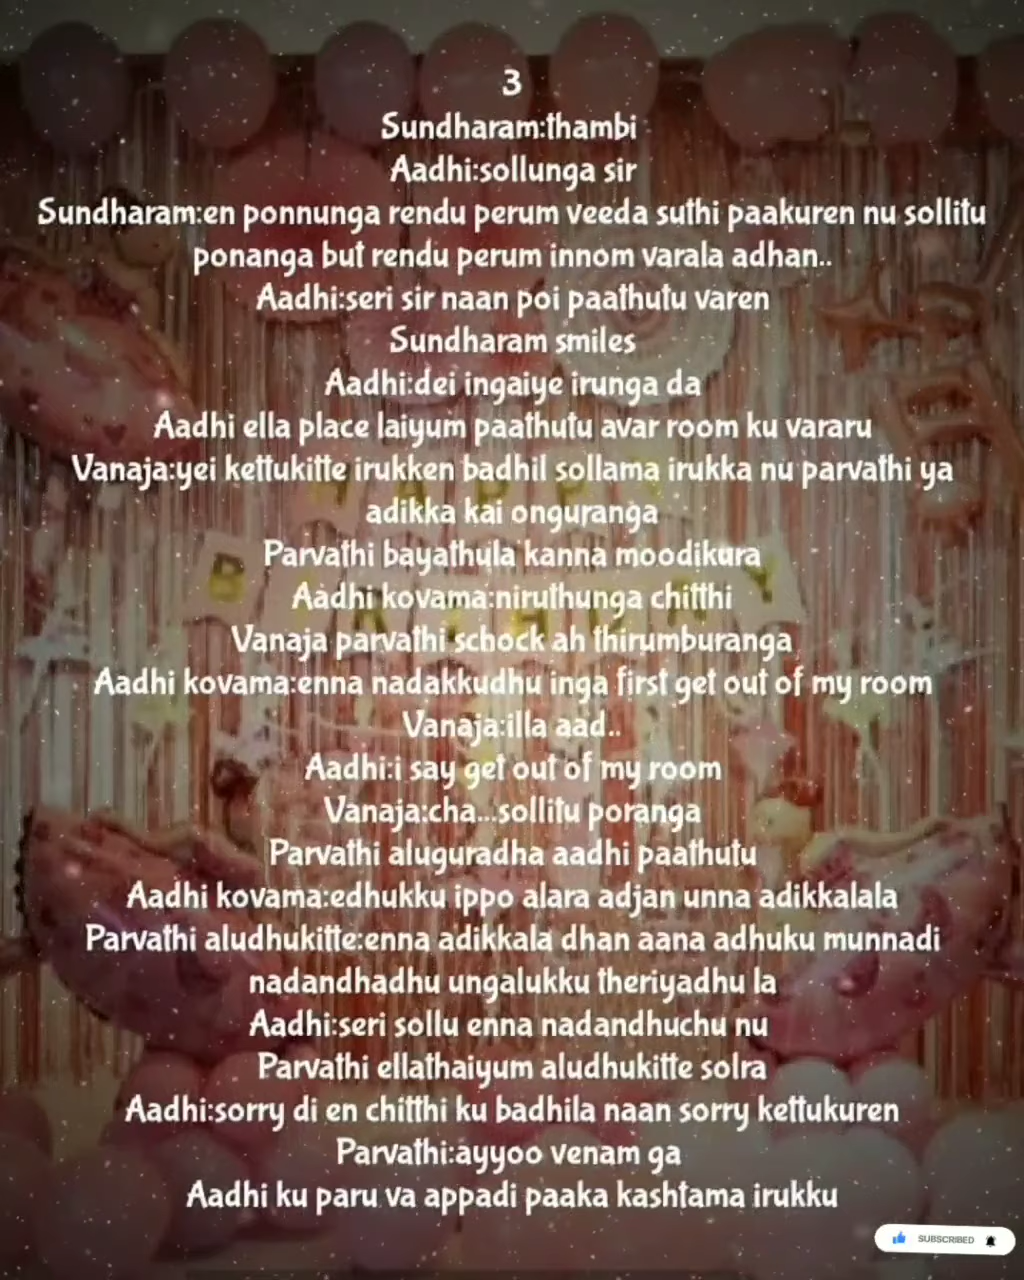 3
Sundharam:thambi
Aadhi:sollunga sir
Sundharam:en ponnunga rendu perum veeda suthi paakuren nu sollitu
ponanga but rendu perum innom varala adhan..
Aadhi:seri sir naan poi paathutu varen
Sundharam smiles
Aadhi:dei ingaiye irunga da
Aadhi ella place laiyum paathutu avar room ku vararu
Vanaja:yei kettukitte irukken badhil sollama irukka nu parvathi ya
adikka kai onguranga
Parvathi bayathula kanna moodikura
Aadhi kovama:niruthunga chitthi
Vanaja parvathi schock ah thirumburanga
Aadhi kovama:enna nadakkudhu inga first get out of my room
Vanaja:illa aad..
Aadhi:i say get out of my room
Vanaja:cha...sollitu poranga
Parvathi aluguradha aadhi paathutu
Aadhi kovama:edhukku ippo alara adjan unna adikkalala
Parvathi aludhukitte:enna adikkala dhan aana adhuku munnadi
nadandhadhu ungalukku theriyadhu la
Aadhi:seri sollu enna nadandhuchu nu
Parvathi ellathaiyum aludhukitte solra
Aadhi:sorry di en chitthi ku badhila naan sorry kettukuren
Parvathi:ayyoo venam ga
Aadhi ku paru va appadi paaka kashtama irukku
SUBSCRIBED